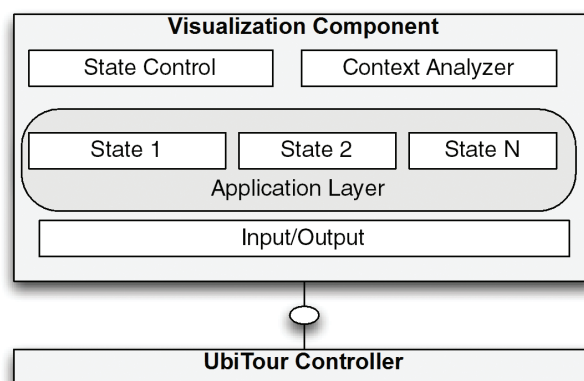 Visualization Component
State Control
Context Analyzer
State 1
State 2
State N
Application Layer
Input/Output
UbiTour Controller